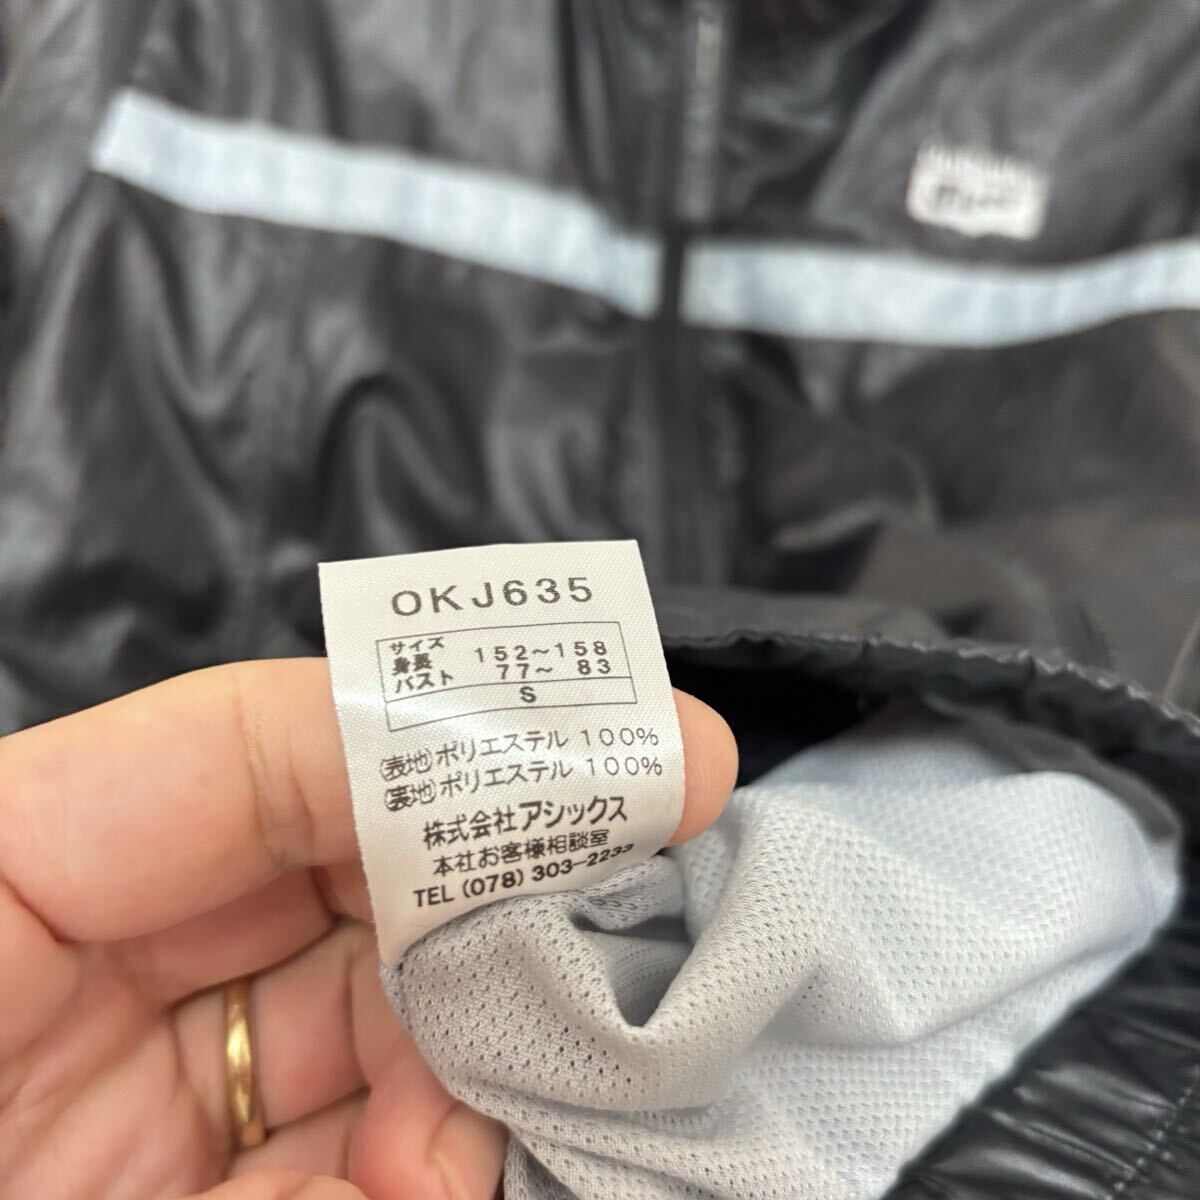 OKJ635
サイズ
身長 152～158
バスト 77～ 83
S
(表地)ポリエステル 100%
(裏地)ポリエステル 100%
株式会社アシックス
本社お客様相談室
TEL (078) 303-2233